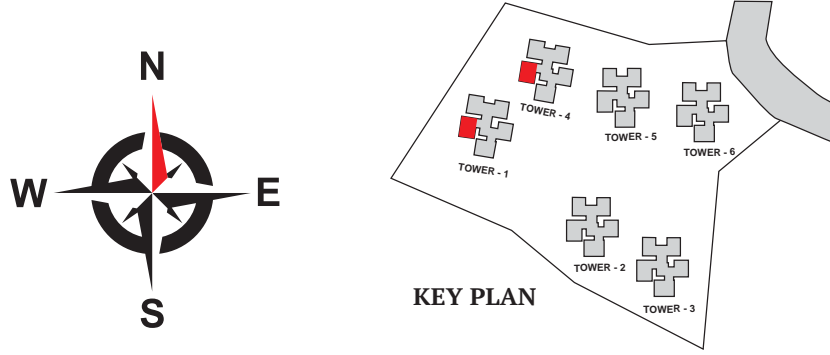 N
W
E
S
TOWER - 4
TOWER - 5
TOWER - 6
TOWER - 1
TOWER - 2
TOWER - 3
KEY PLAN